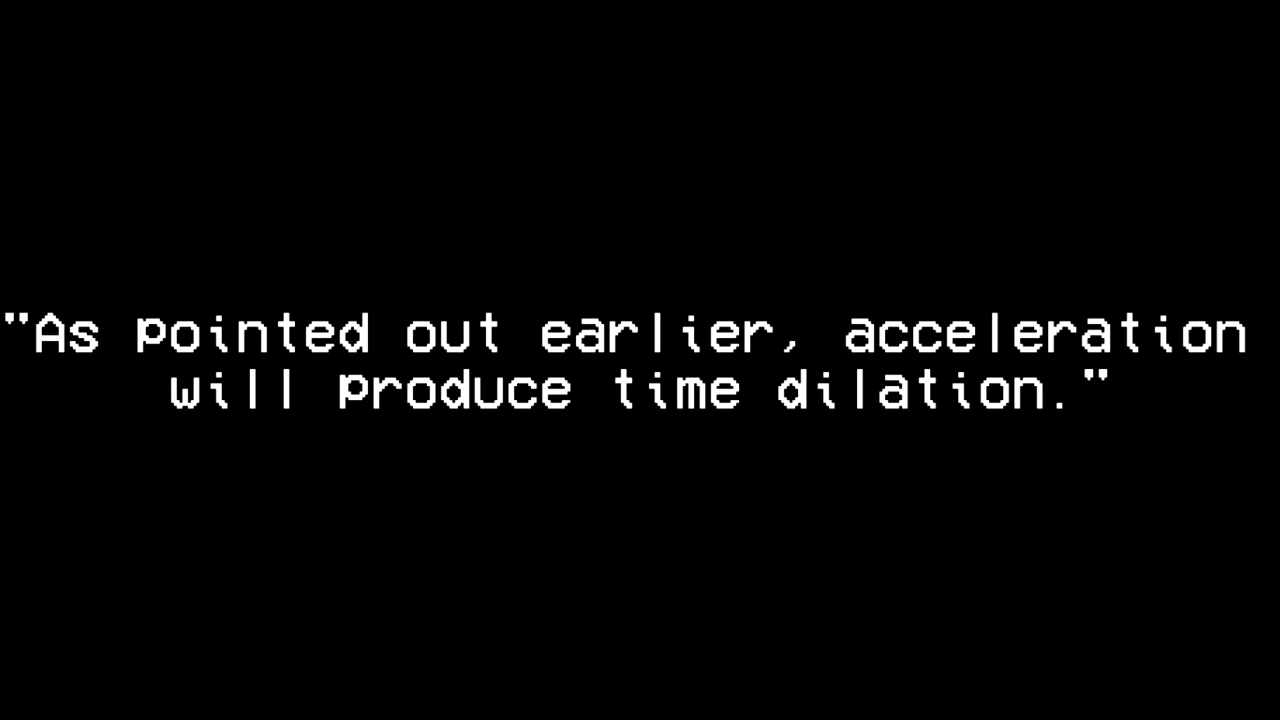 "As pointed out earlier, acceleration
will produce time dilation."